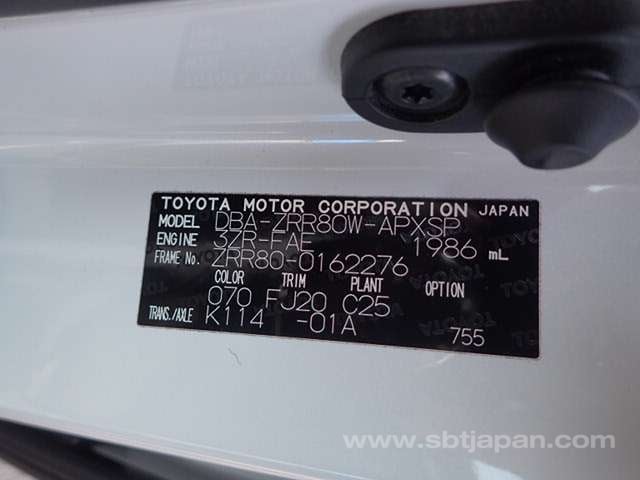 TOYOTA MOTOR CORPORATION JAPAN
MODEL DBA-ZRR80W-APXSP
ENGINE 3ZR-FAE 1986 mL
FRAME No. ZRR80-0162276
COLOR TRIM PLANT OPTION
070 FJ20 C25
TRANS./AXLE K114 -01A 755
www.sbtjapan.com